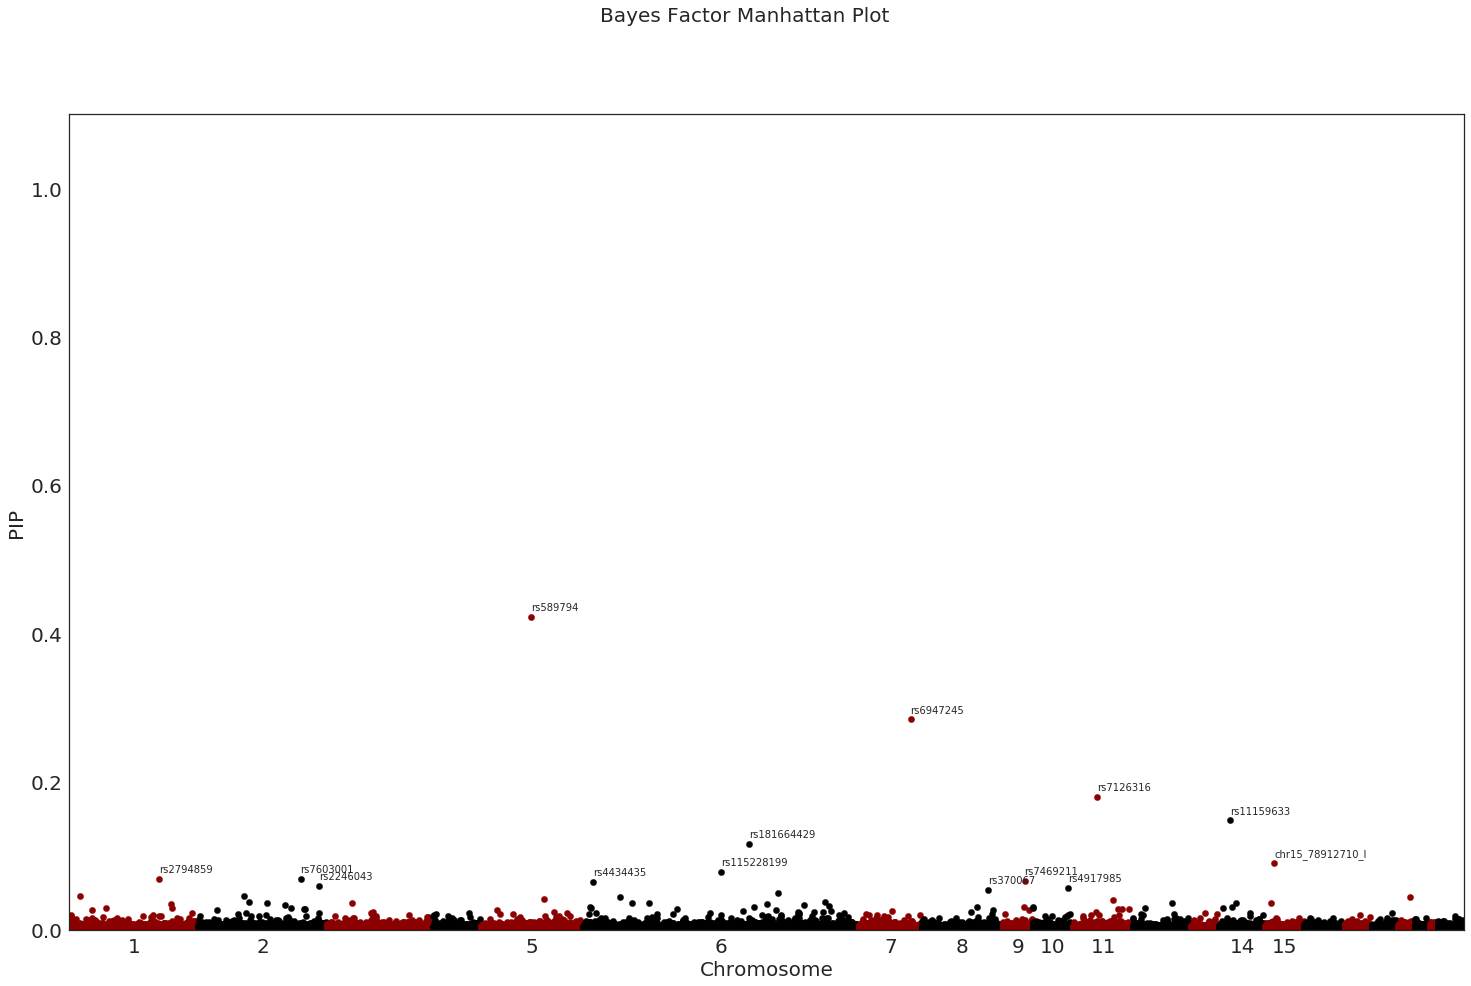 Bayes Factor Manhattan Plot
1.0
0.8
0.6
PIP
rs589794
0.4
rs6947245
0.2
rs7126316
rs11159633
rs181664429
chr15_78912710_I
rs115228199
rs2794859
rs7603001
rs2246043
rs4434435
rs7469211
rs4917985
0.0
1 2 5 6 7 8 9 10 11 14 15
Chromosome